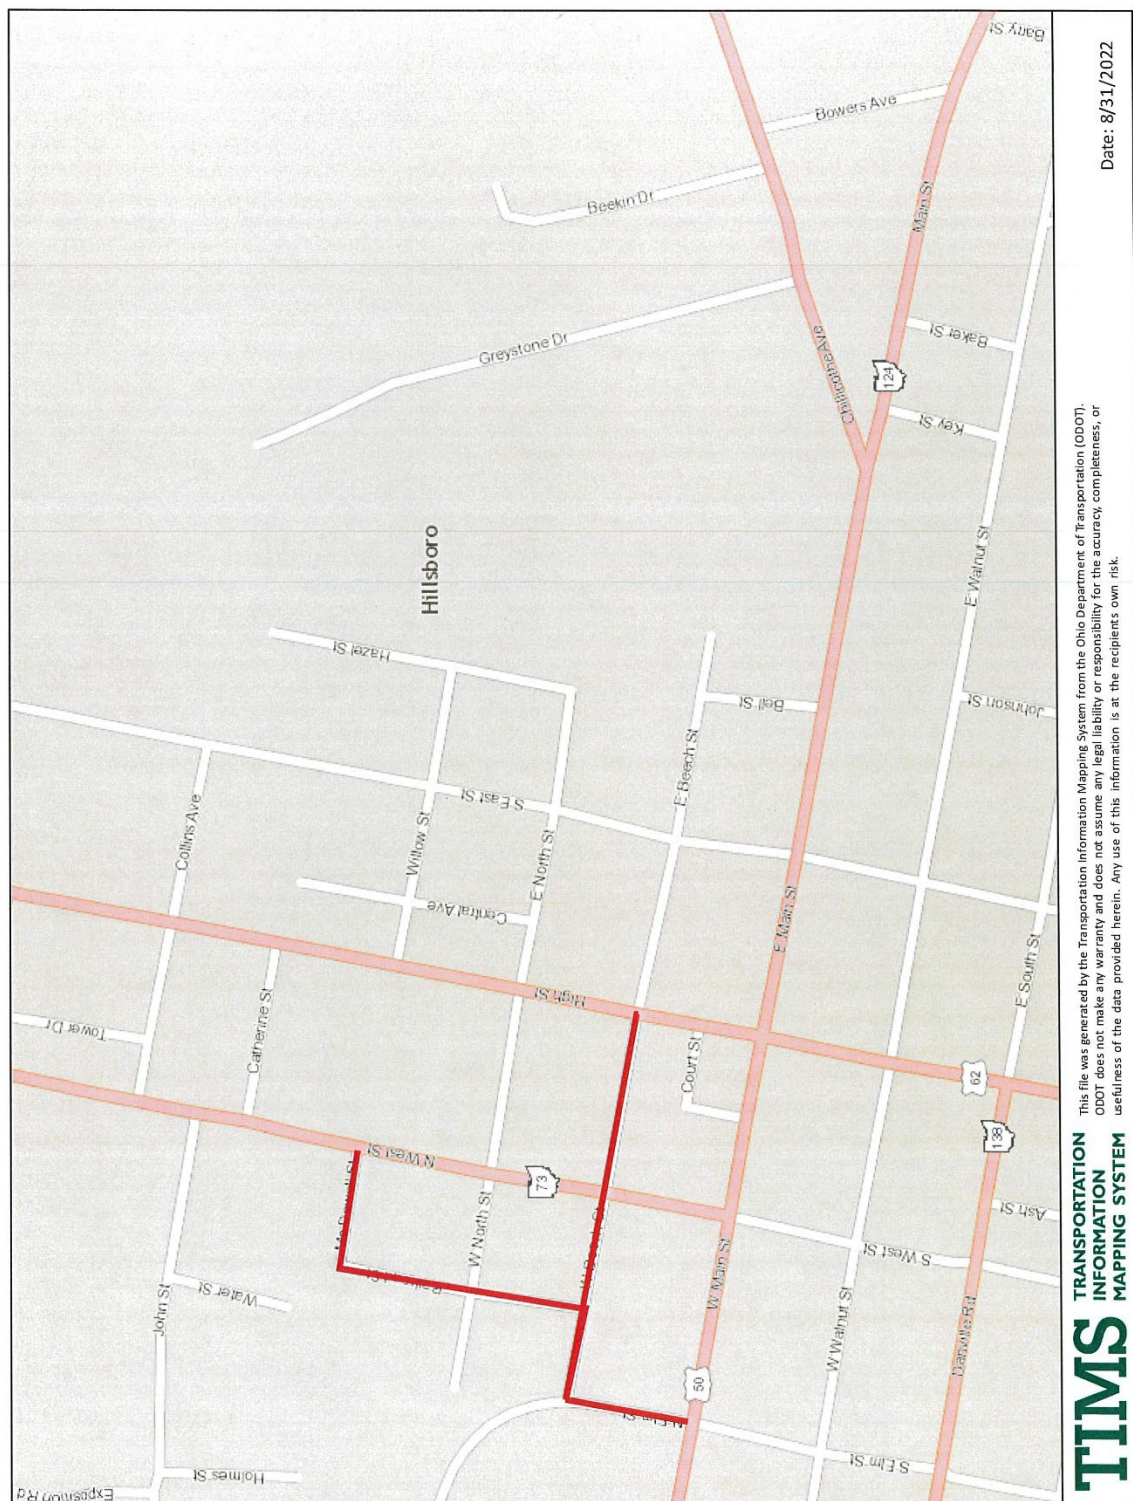 Exposition Rd
Holmes St
John St
Water St
Tower Dr
Catherine St
Collins Ave
Hazel St
Hillsboro
Greystone Dr
Beekin Dr
Bowers Ave
Barry St
Willow St
S East St
Central Ave
E North St
High St
N West St
W North St
73
E Beech St
Bell St
Court St
Chillicothe Ave
Main St
124
Baker St
Key St
E Walnut St
Johnson St
E Main St
W Main St
50
N Elm St
S West St
W Walnut St
S Elm St
E South St
62
138
Ash St
Danville Rd
TIMS
TRANSPORTATION
INFORMATION
MAPPING SYSTEM
This file was generated by the Transportation Information Mapping System from the Ohio Department of Transportation (ODOT).
ODOT does not make any warranty and does not assume any legal liability or responsibility for the accuracy, completeness, or
usefulness of the data provided herein. Any use of this information is at the recipients own risk.
Date: 8/31/2022